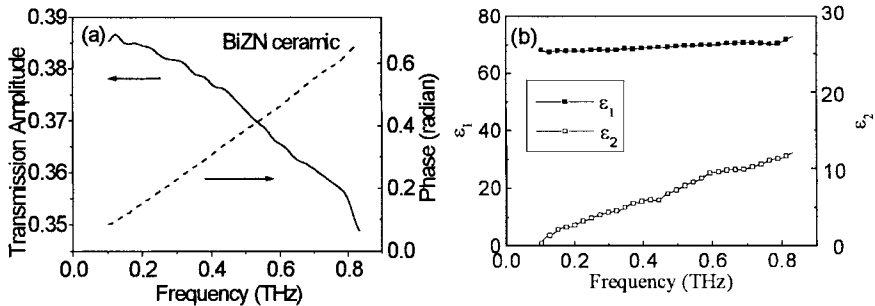 (a)
BiZN ceramic
Transmission Amplitude
0.39
0.38
0.37
0.36
0.35
Phase (radian)
0.6
0.4
0.2
0.0
0.0 0.2 0.4 0.6 0.8
Frequency (THz)
(b)
ε1
80
60
40
20
0
ε1
ε2
ε2
30
20
10
0
0.0 0.2 0.4 0.6 0.8
Frequency (THz)